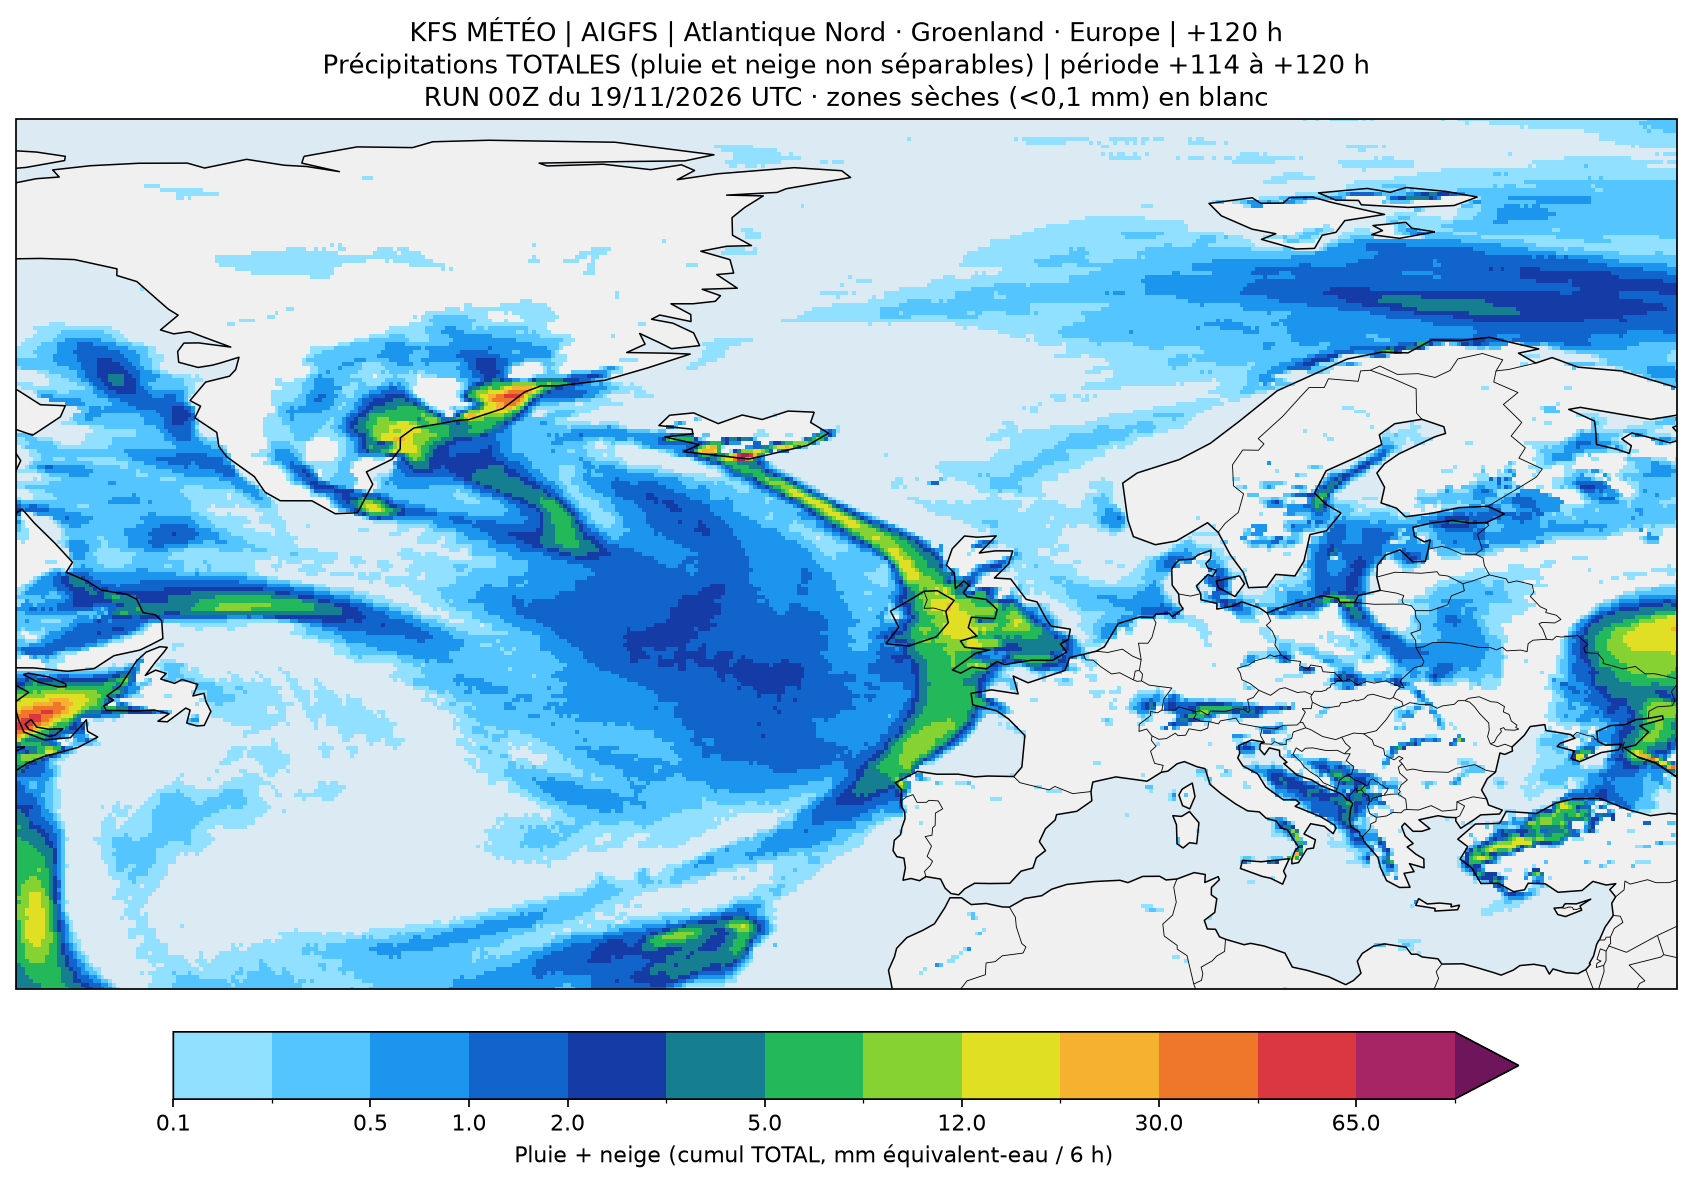 KFS MÉTÉO | AIGFS | Atlantique Nord · Groenland · Europe | +120 h
Précipitations TOTALES (pluie et neige non séparables) | période +114 à +120 h
RUN 00Z du 19/11/2026 UTC · zones sèches (<0,1 mm) en blanc
0.1 0.5 1.0 2.0 5.0 12.0 30.0 65.0
Pluie + neige (cumul TOTAL, mm équivalent-eau / 6 h)